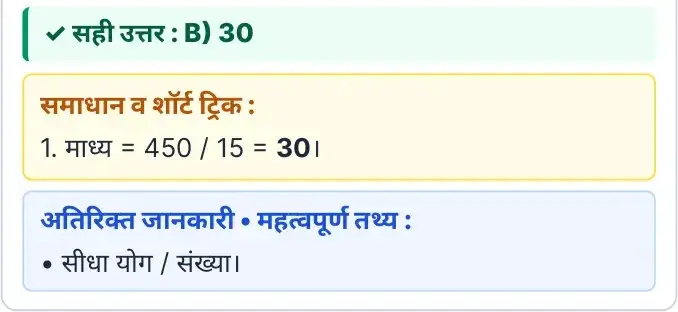 ✓ सही उत्तर : B) 30
समाधान व शॉर्ट ट्रिक :
1. माध्य = 450 / 15 = 30।
अतिरिक्त जानकारी • महत्वपूर्ण तथ्य :
• सीधा योग / संख्या।